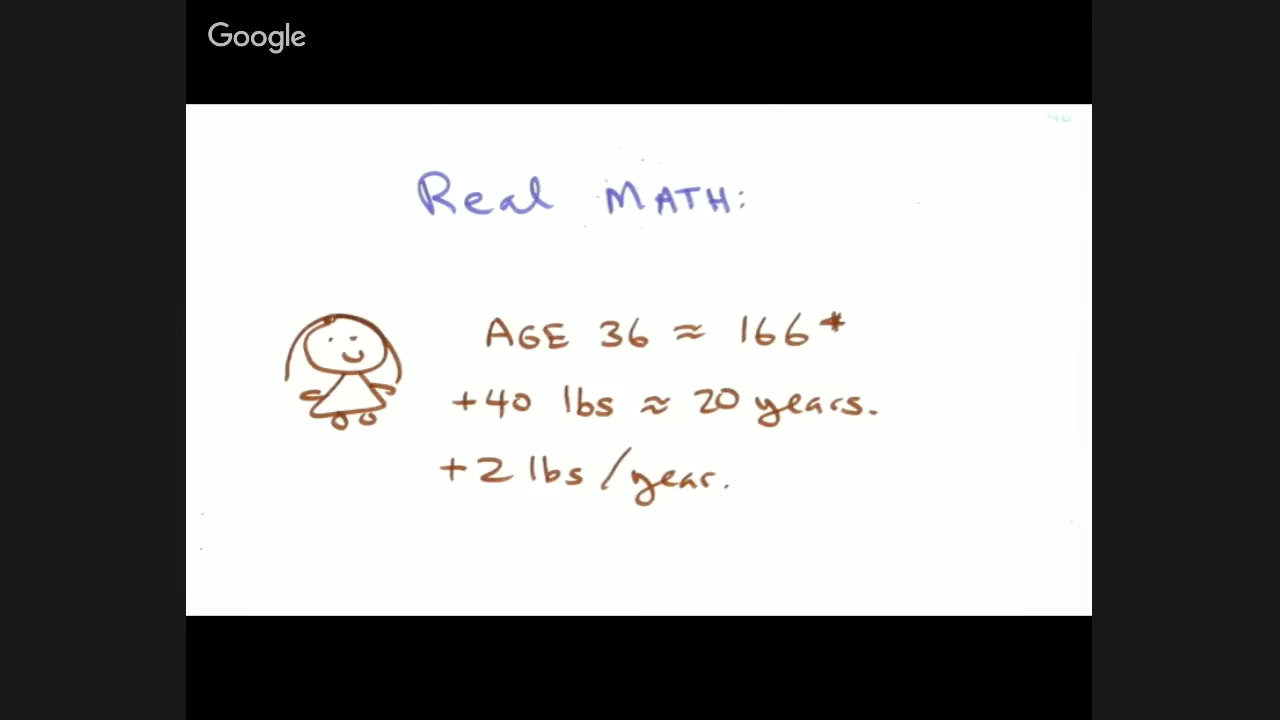 Google
Real MATH:
AGE 36 ≈ 166*
+40 lbs ≈ 20 years.
+2 lbs/year.